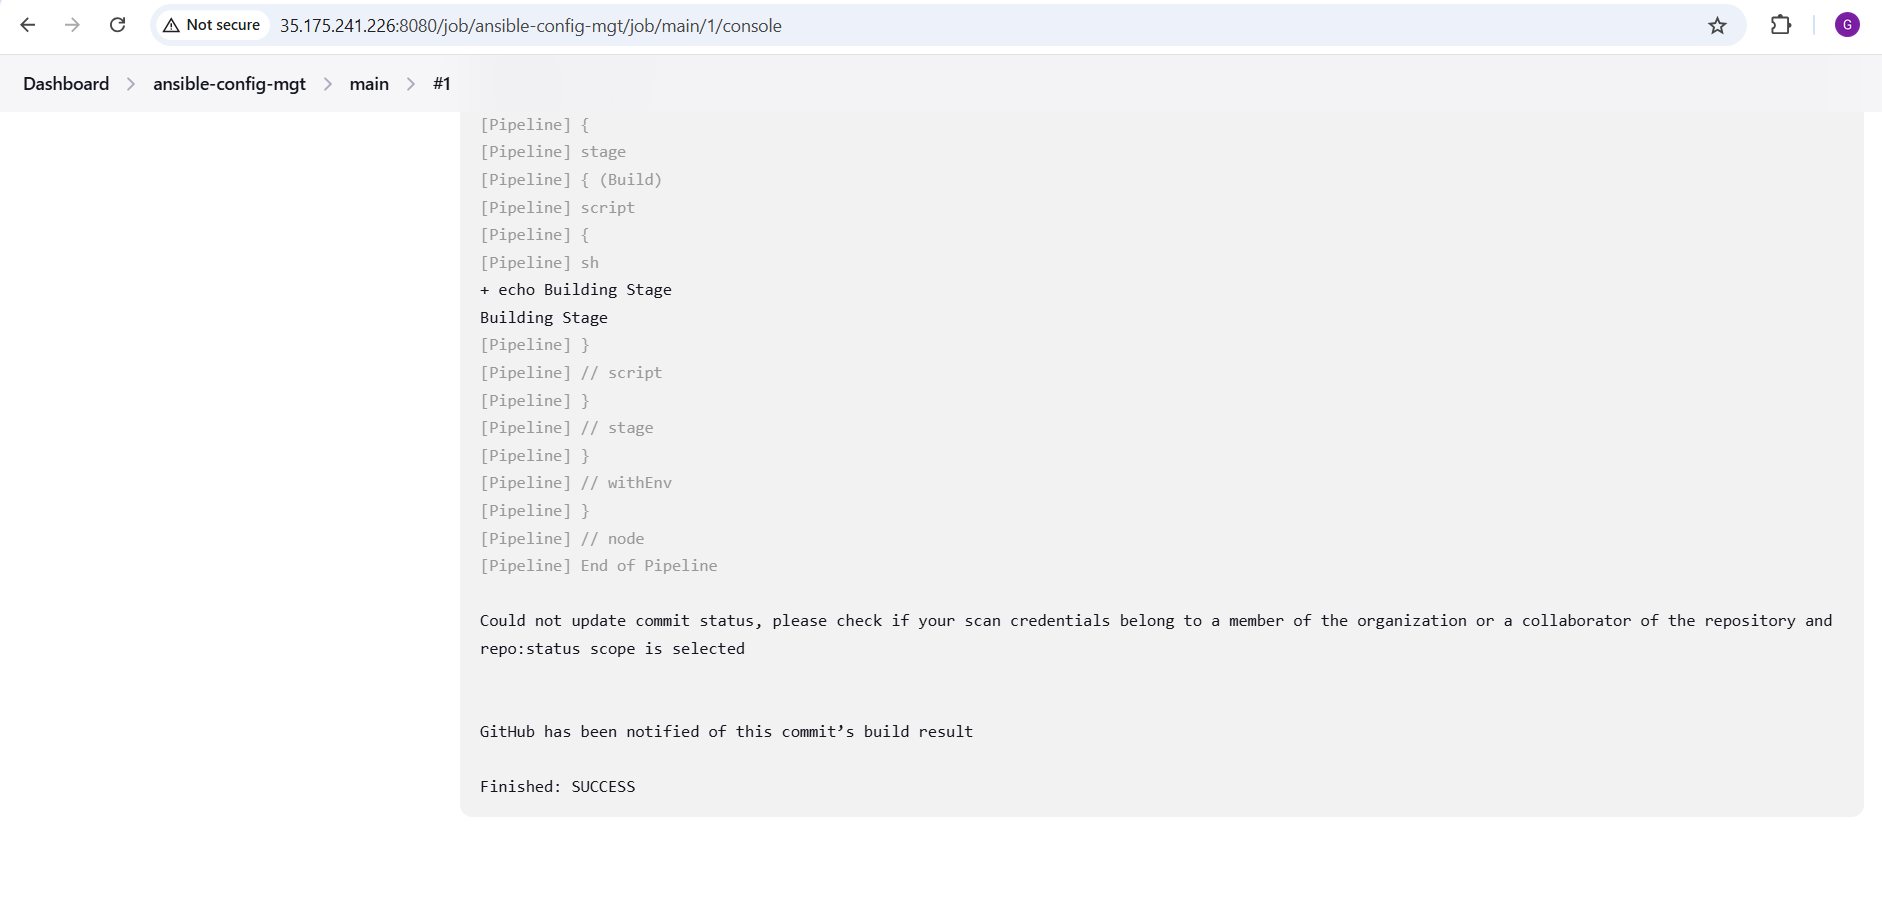 Not secure 35.175.241.226:8080/job/ansible-config-mgt/job/main/1/console
G
Dashboard > ansible-config-mgt > main > #1
[Pipeline] {
[Pipeline] stage
[Pipeline] { (Build)
[Pipeline] script
[Pipeline] {
[Pipeline] sh
+ echo Building Stage
Building Stage
[Pipeline] }
[Pipeline] // script
[Pipeline] }
[Pipeline] // stage
[Pipeline] }
[Pipeline] // withEnv
[Pipeline] }
[Pipeline] // node
[Pipeline] End of Pipeline
Could not update commit status, please check if your scan credentials belong to a member of the organization or a collaborator of the repository and
repo:status scope is selected
GitHub has been notified of this commit’s build result
Finished: SUCCESS